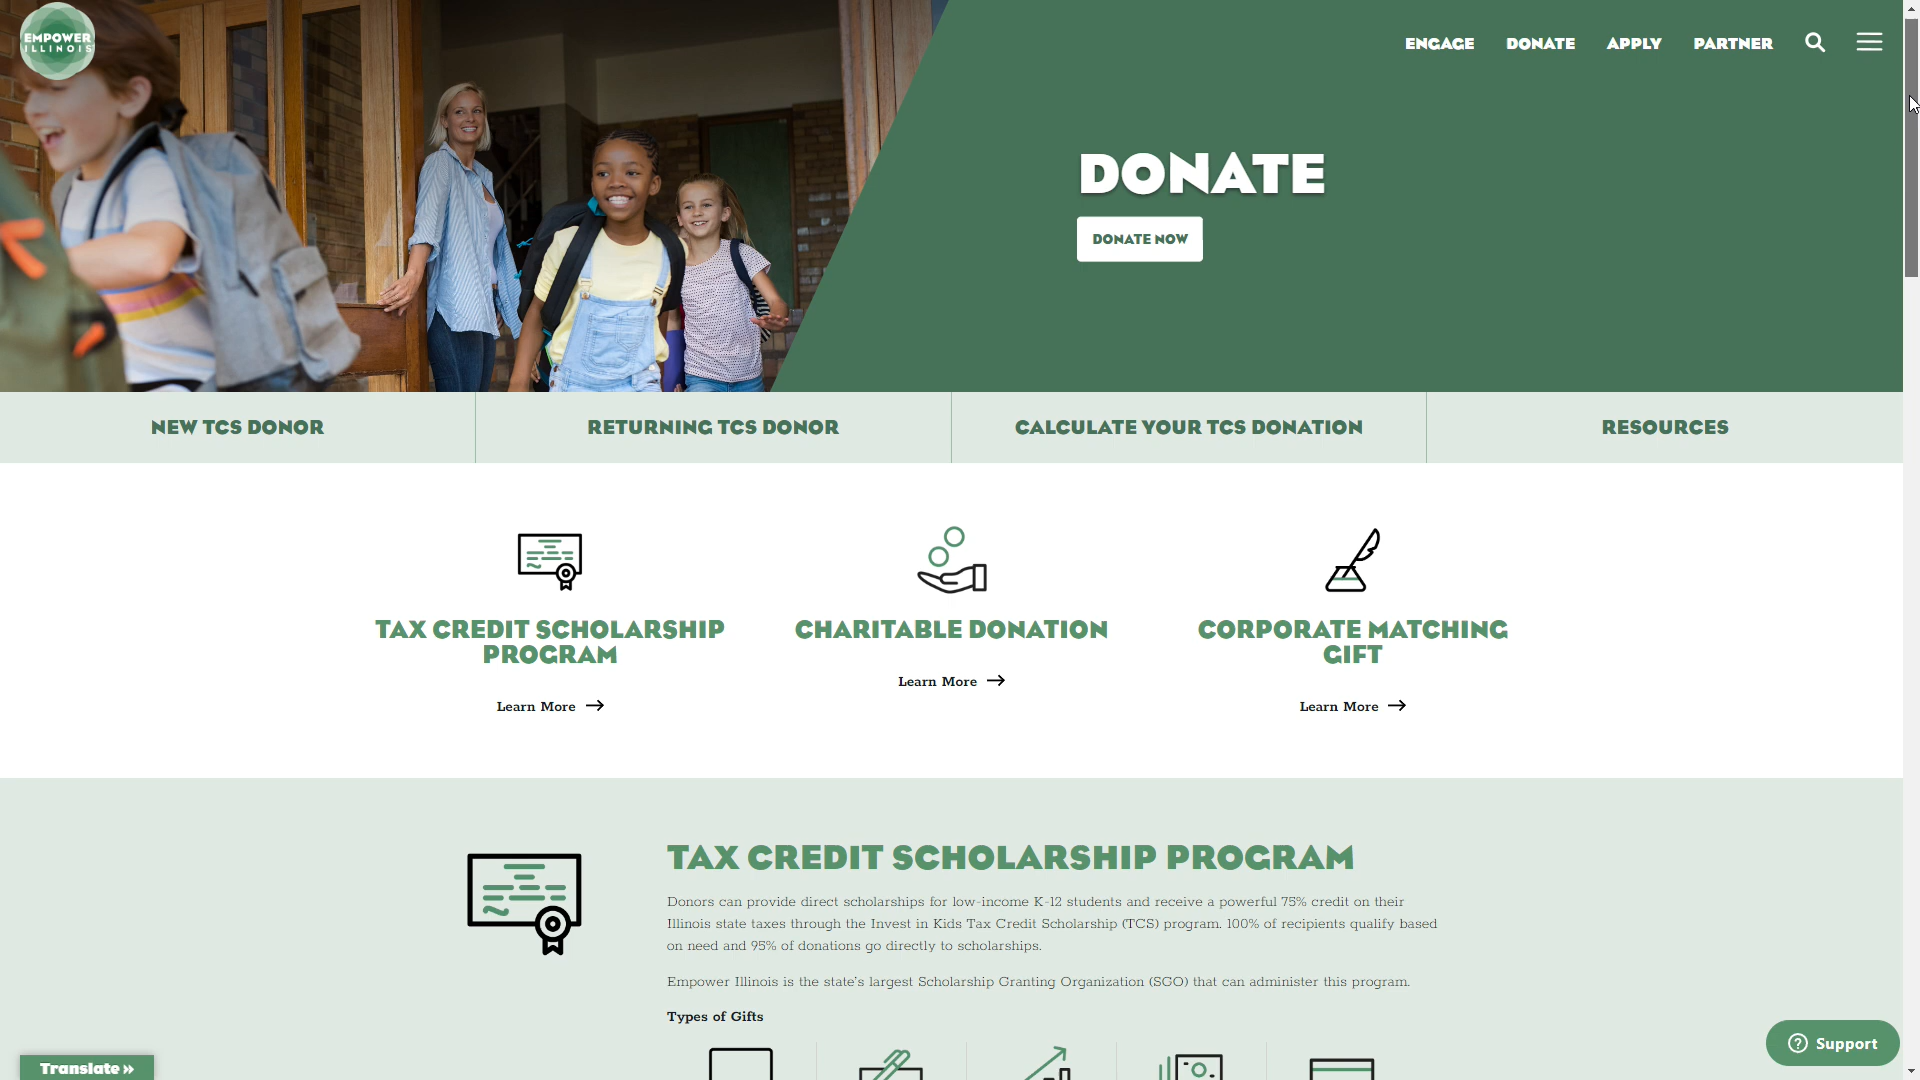 EMPOWER
ILLINOIS
ENGAGE
DONATE
APPLY
PARTNER
DONATE
DONATE NOW
NEW TCS DONOR
RETURNING TCS DONOR
CALCULATE YOUR TCS DONATION
RESOURCES
TAX CREDIT SCHOLARSHIP
PROGRAM
Learn More
CHARITABLE DONATION
Learn More
CORPORATE MATCHING
GIFT
Learn More
TAX CREDIT SCHOLARSHIP PROGRAM
Donors can provide direct scholarships for low-income K-12 students and receive a powerful 75% credit on their
Illinois state taxes through the Invest in Kids Tax Credit Scholarship (TCS) program. 100% of recipients qualify based
on need and 95% of donations go directly to scholarships.
Empower Illinois is the state's largest Scholarship Granting Organization (SGO) that can administer this program.
Types of Gifts
Translate »
Support